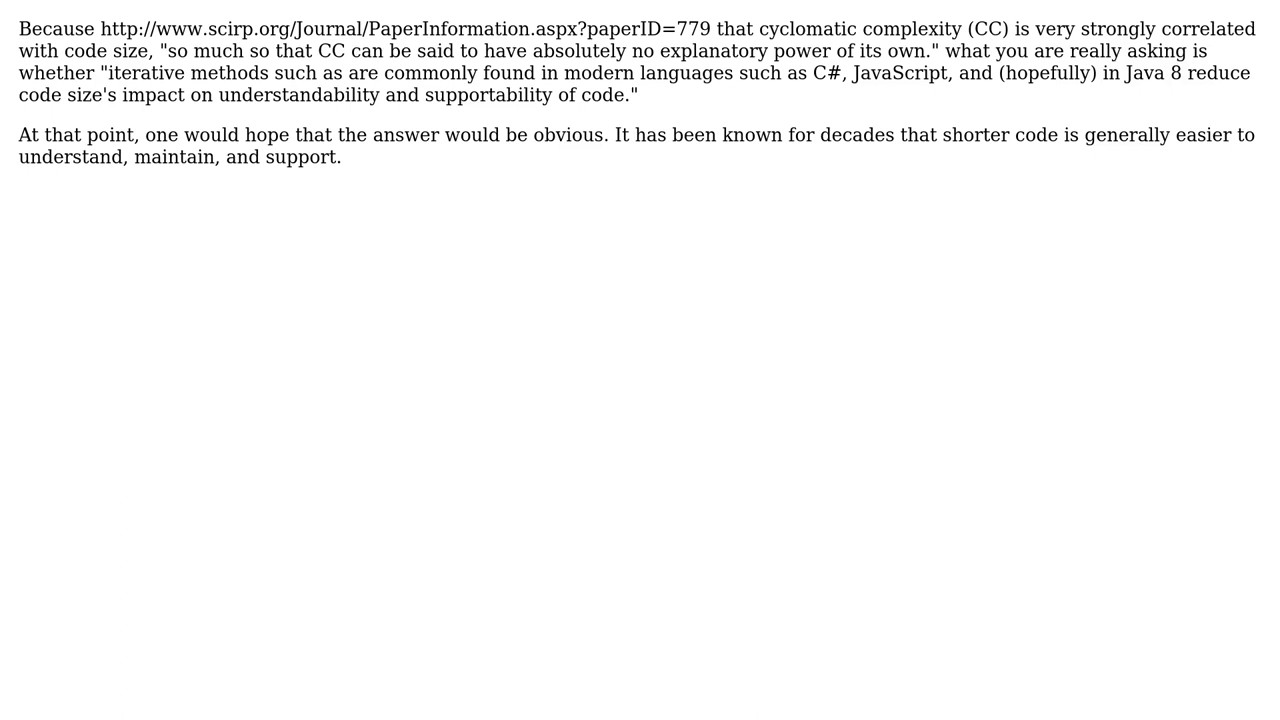 Because http://www.scirp.org/Journal/PaperInformation.aspx?paperID=779 that cyclomatic complexity (CC) is very strongly correlated
with code size, "so much so that CC can be said to have absolutely no explanatory power of its own." what you are really asking is
whether "iterative methods such as are commonly found in modern languages such as C#, JavaScript, and (hopefully) in Java 8 reduce
code size's impact on understandability and supportability of code."
At that point, one would hope that the answer would be obvious. It has been known for decades that shorter code is generally easier to
understand, maintain, and support.